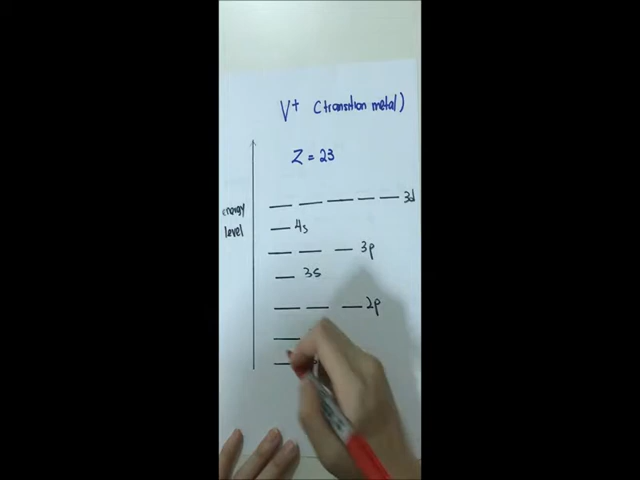 V+ (transition metal)
Z = 23
3d
energy
level
4s
3p
3s
2p